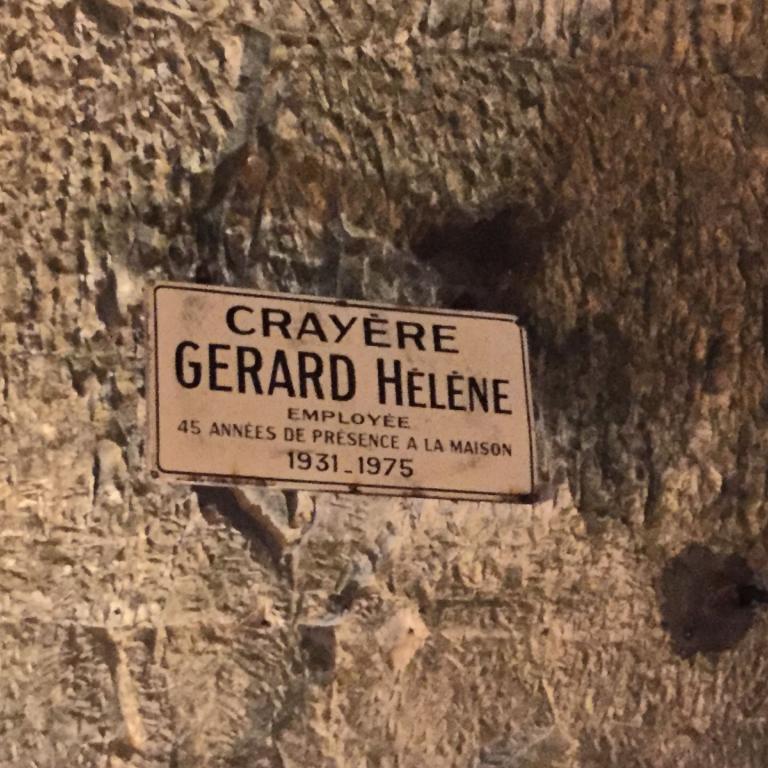 CRAYÈRE
GERARD HÉLÈNE
EMPLOYÉE
45 ANNÉES DE PRÉSENCE A LA MAISON
1931_1975